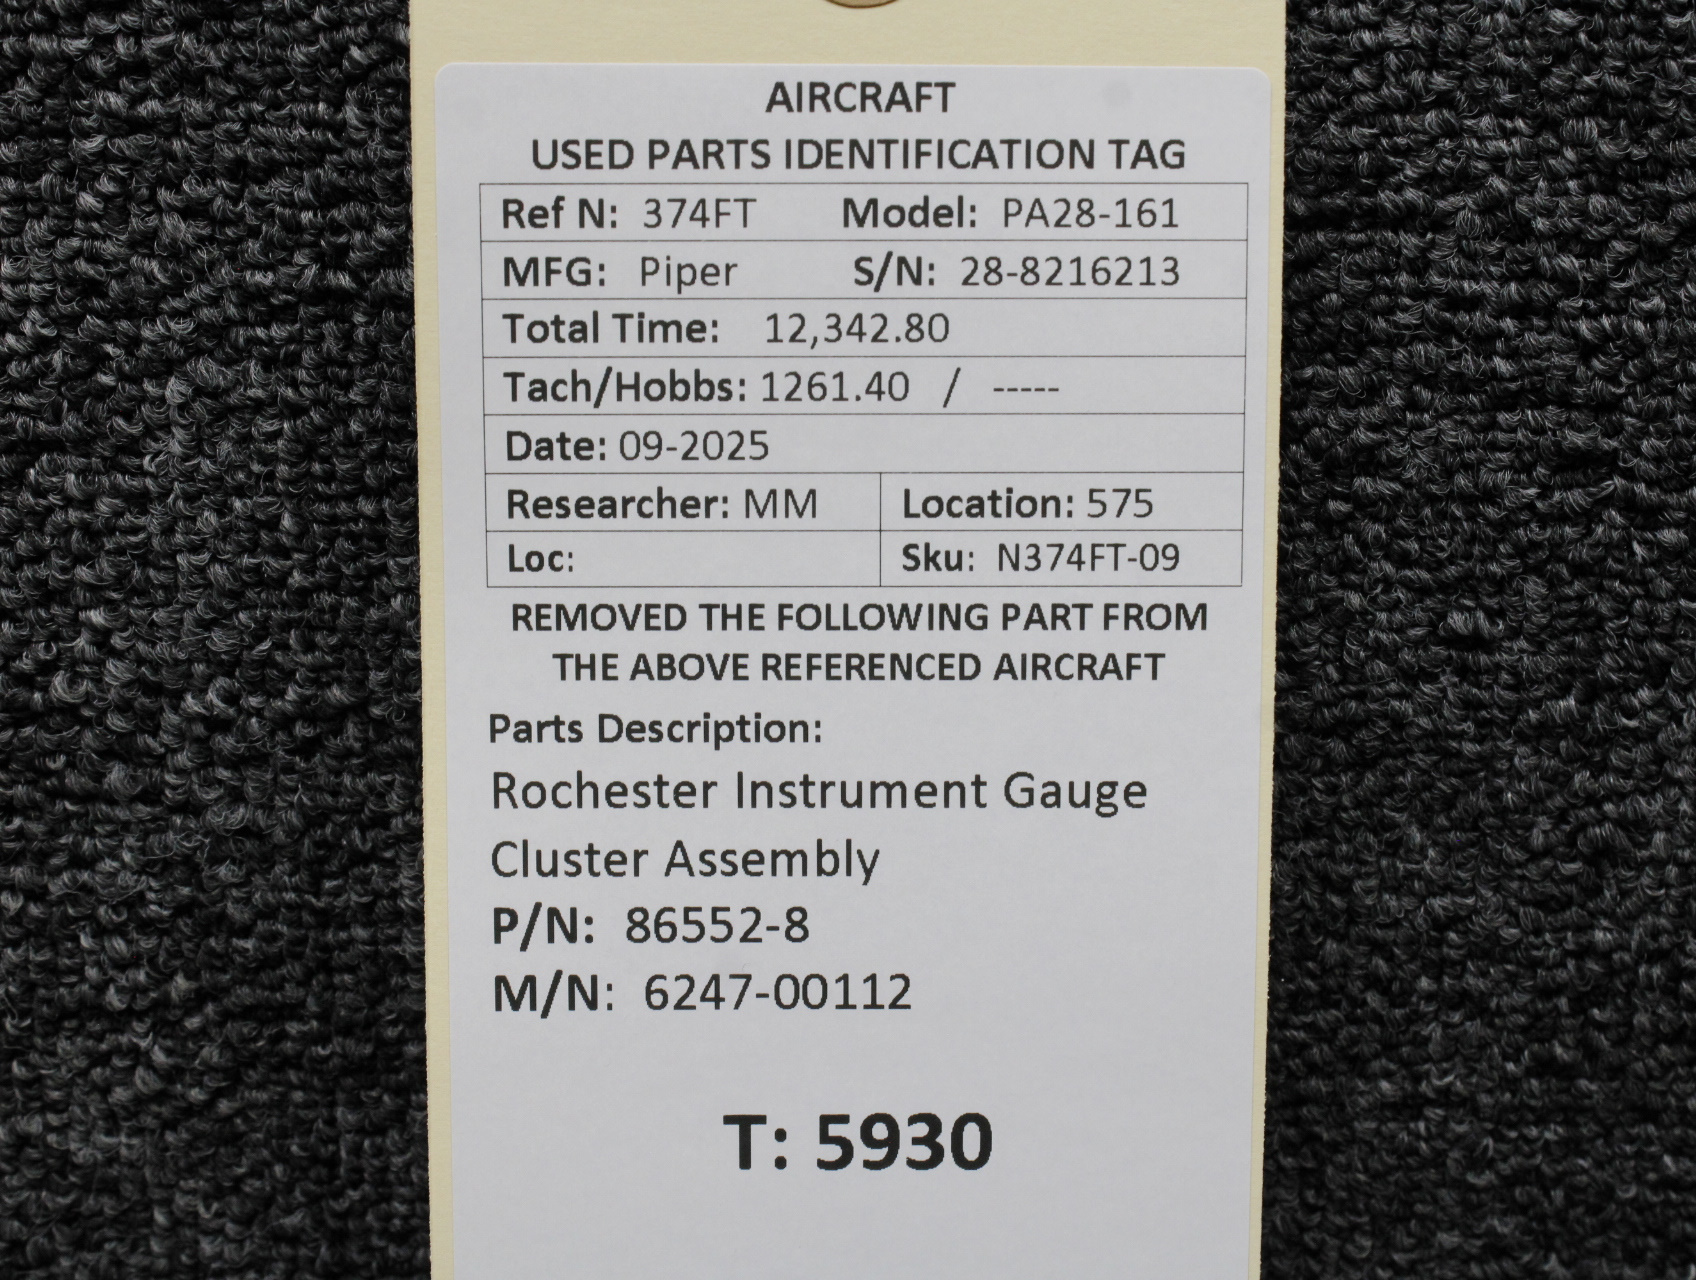 AIRCRAFT
USED PARTS IDENTIFICATION TAG
Ref N: 374FT Model: PA28-161
MFG: Piper S/N: 28-8216213
Total Time: 12,342.80
Tach/Hobbs: 1261.40 / -----
Date: 09-2025
Researcher: MM Location: 575
Loc: Sku: N374FT-09
REMOVED THE FOLLOWING PART FROM
THE ABOVE REFERENCED AIRCRAFT
Parts Description:
Rochester Instrument Gauge
Cluster Assembly
P/N: 86552-8
M/N: 6247-00112
T: 5930